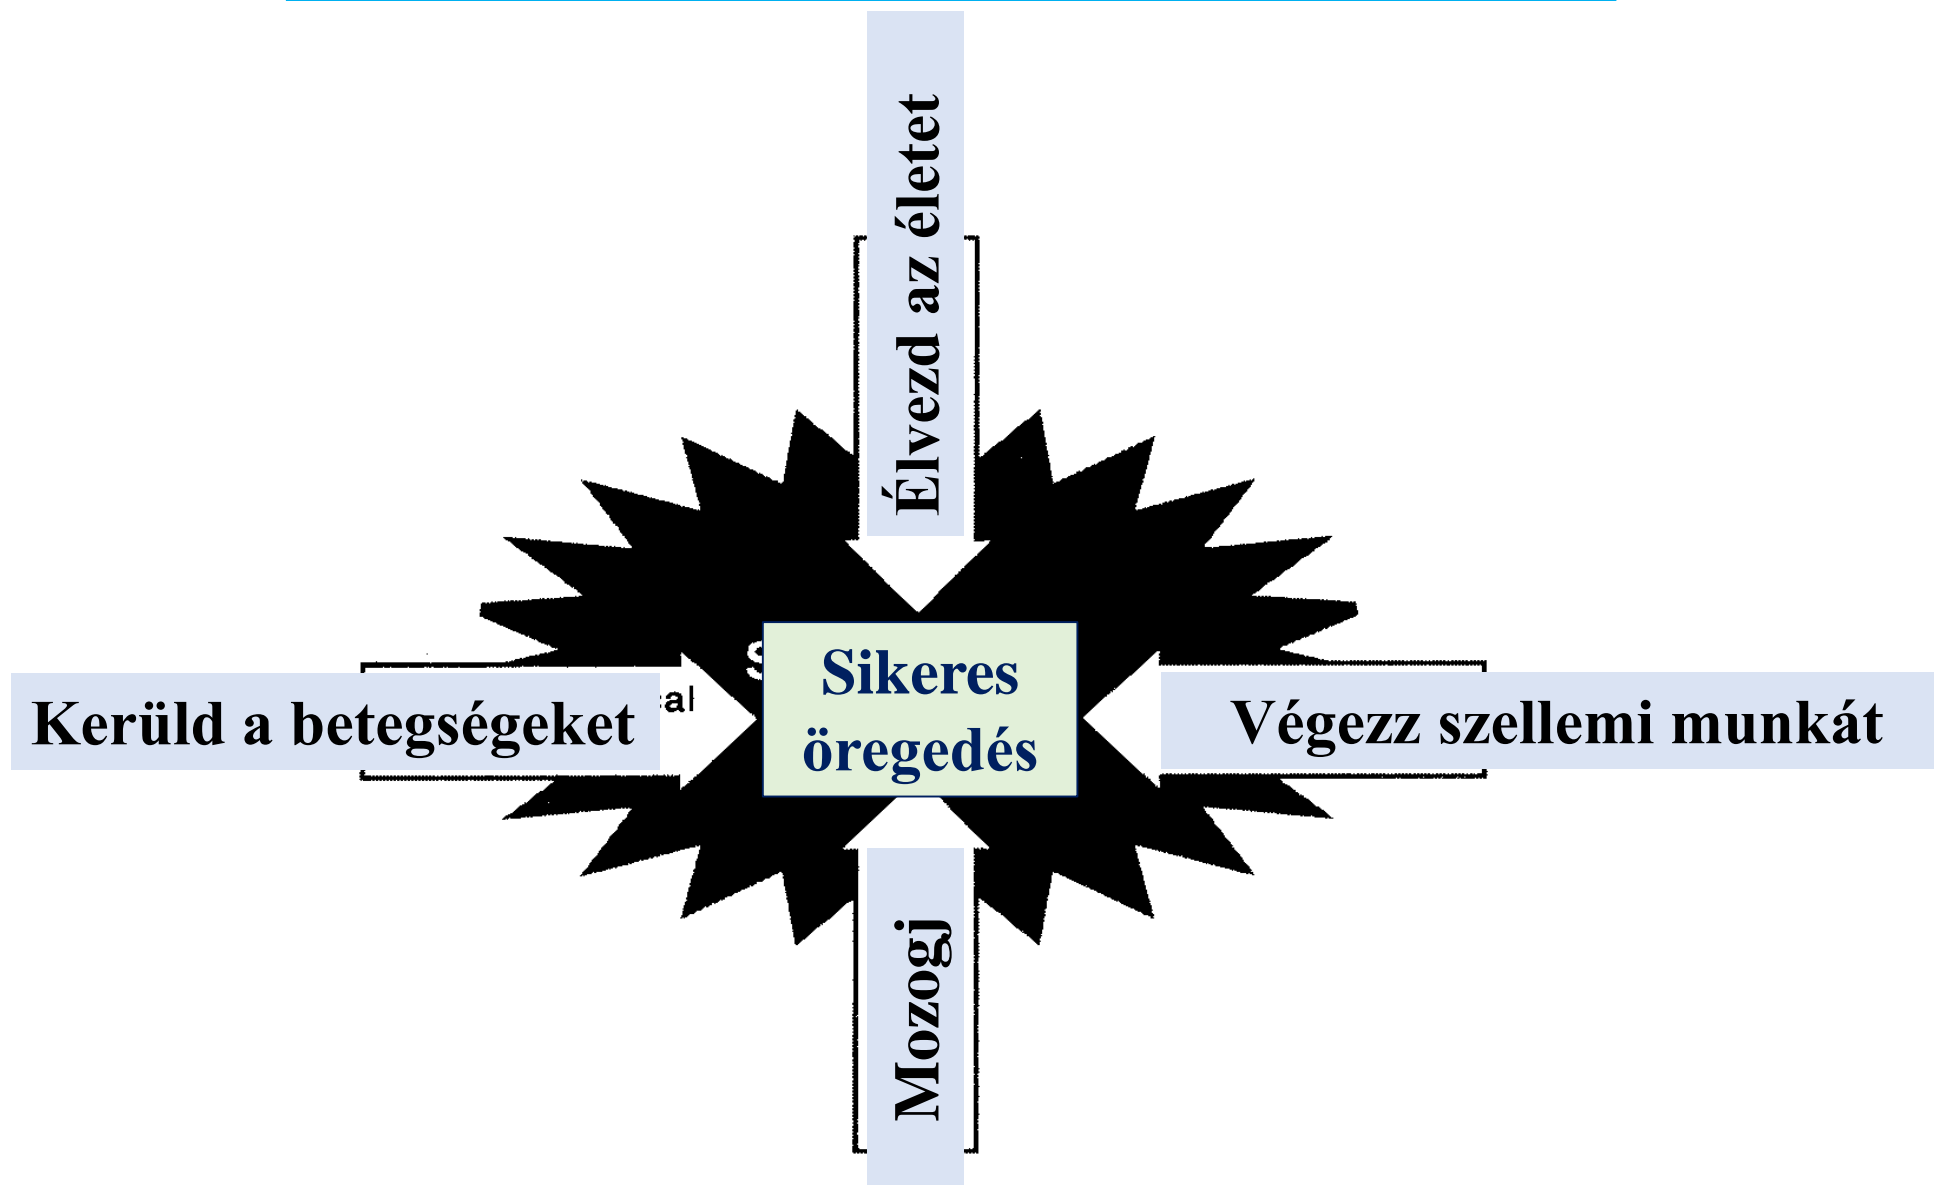 Élvezd az életet
Kerüld a betegségeket
Sikeres
öregedés
Végezz szellemi munkát
Mozogj